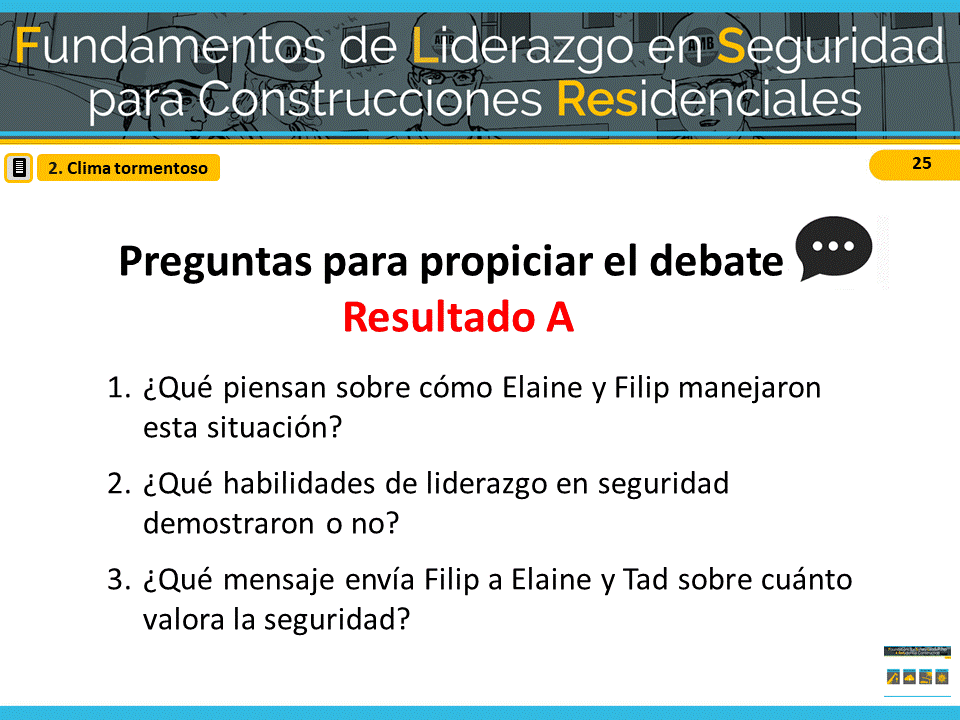 Fundamentos de Liderazgo en Seguridad
para Construcciones Residenciales
2. Clima tormentoso
25
Preguntas para propiciar el debate
Resultado A
1. ¿Qué piensan sobre cómo Elaine y Filip manejaron
esta situación?
2. ¿Qué habilidades de liderazgo en seguridad
demostraron o no?
3. ¿Qué mensaje envía Filip a Elaine y Tad sobre cuánto
valora la seguridad?